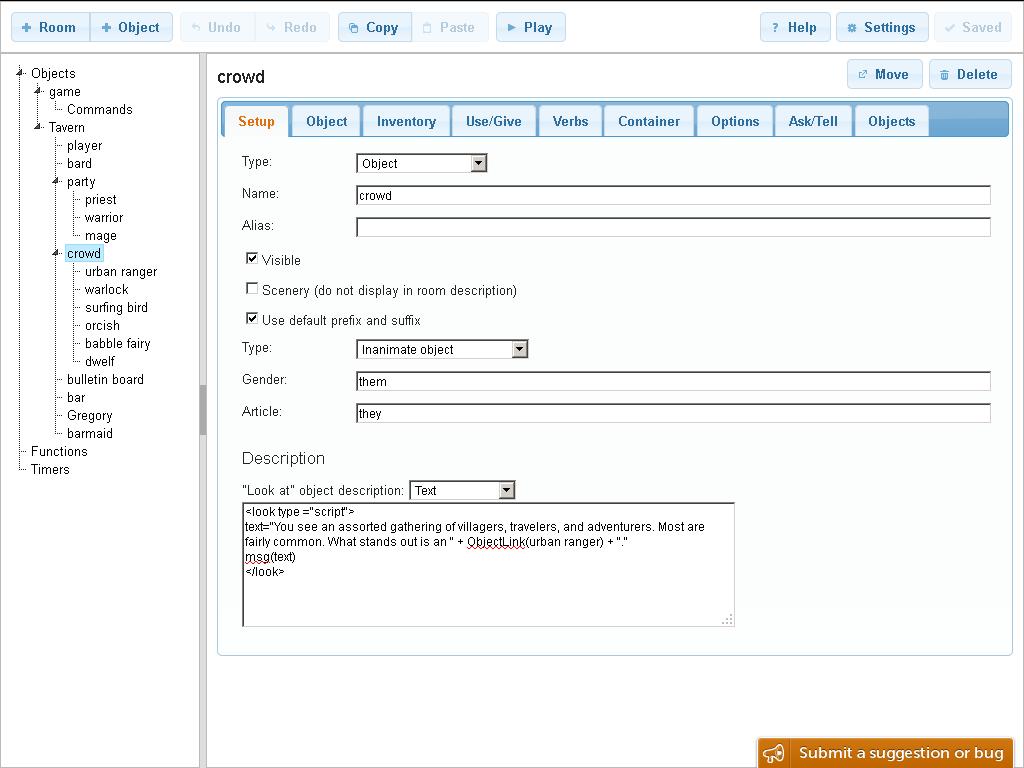 Room Object Undo Redo Copy Paste Play ? Help Settings Saved
Objects
game
Commands
Tavern
player
bard
party
priest
warrior
mage
crowd
urban ranger
warlock
surfing bird
orcish
babble fairy
dwelf
bulletin board
bar
Gregory
barmaid
Functions
Timers
crowd
Move Delete
Setup Object Inventory Use/Give Verbs Container Options Ask/Tell Objects
Type: Object
Name: crowd
Alias:
Visible
Scenery (do not display in room description)
Use default prefix and suffix
Type: Inanimate object
Gender: them
Article: they
Description
"Look at" object description: Text
<look type ="script">
text="You see an assorted gathering of villagers, travelers, and adventurers. Most are
fairly common. What stands out is an " + ObjectLink(urban ranger) + "."
msg(text)
</look>
Submit a suggestion or bug